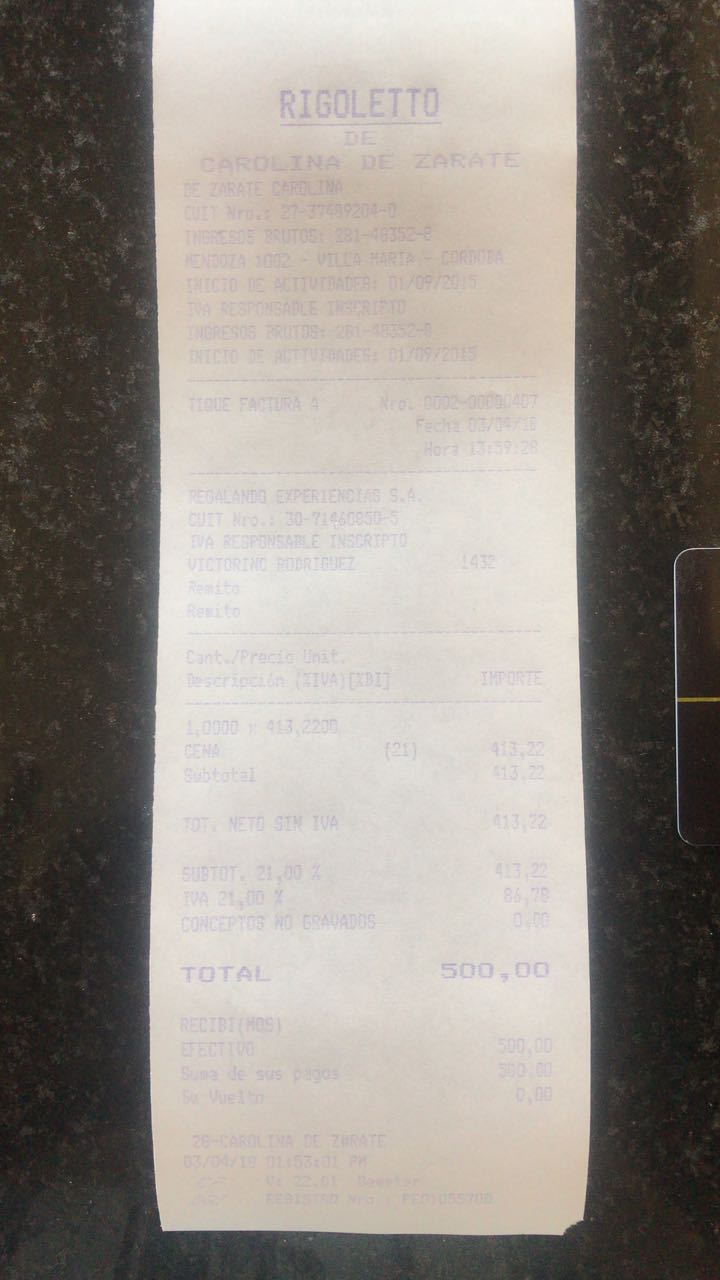 RIGOLETTO
DE
CAROLINA DE ZARATE
DE ZARATE CAROLINA
CUIT Nro.: 27-37489204-0
INGRESOS BRUTOS: 281-48352-8
MENDOZA 1002 - VILLA MARIA - CORDOBA
INICIO DE ACTIVIDADES: 01/09/2015
IVA RESPONSABLE INSCRIPTO
INGRESOS BRUTOS: 281-48352-8
INICIO DE ACTIVIDADES: 01/09/2015
TIQUE FACTURA A Nro. 0002-00000407
Fecha 03/04/18
Hora 13:59:28
REGALANDO EXPERIENCIAS S.A.
CUIT Nro.: 30-71460850-5
IVA RESPONSABLE INSCRIPTO
VICTORINO RODRIGUEZ 1432
Remito
Remito
Cant./Precio Unit.
Descripción (%IVA)[%BI] IMPORTE
1,0000 x 413,2200
CENA (21) 413,22
Subtotal 413,22
TOT. NETO SIN IVA 413,22
SUBTOT. 21,00 % 413,22
IVA 21,00 % 86,78
CONCEPTOS NO GRAVADOS 0,00
TOTAL 500,00
RECIBI(MOS)
EFECTIVO 500,00
Suma de sus pagos 500,00
Su Vuelto 0,00
20-CAROLINA DE ZARATE
03/04/18 01:53:01 PM
V: 22.01
REGISTRO Nro.: